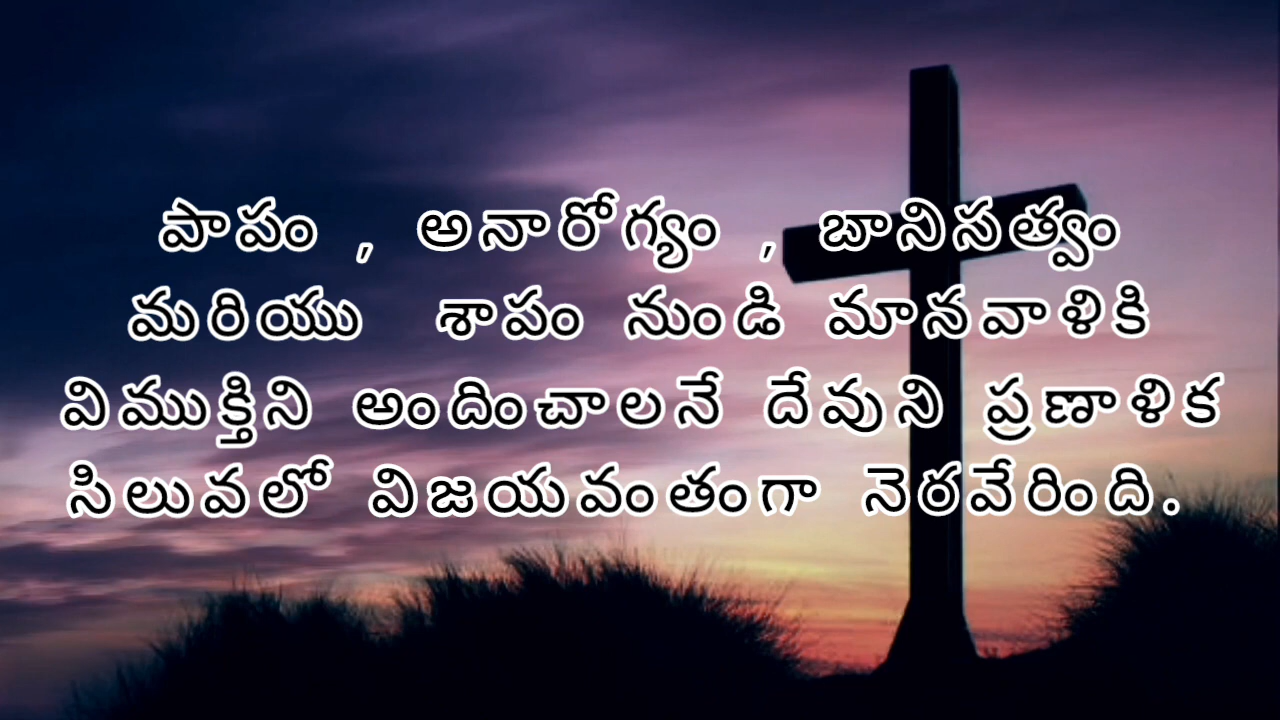 పాపం , అనారోగ్యం , బానిసత్వం
మరియు శాపం నుండి మానవాళికి
విముక్తిని అందించాలనే దేవుని ప్రణాళిక
సిలువలో విజయవంతంగా నెరవేరింది.